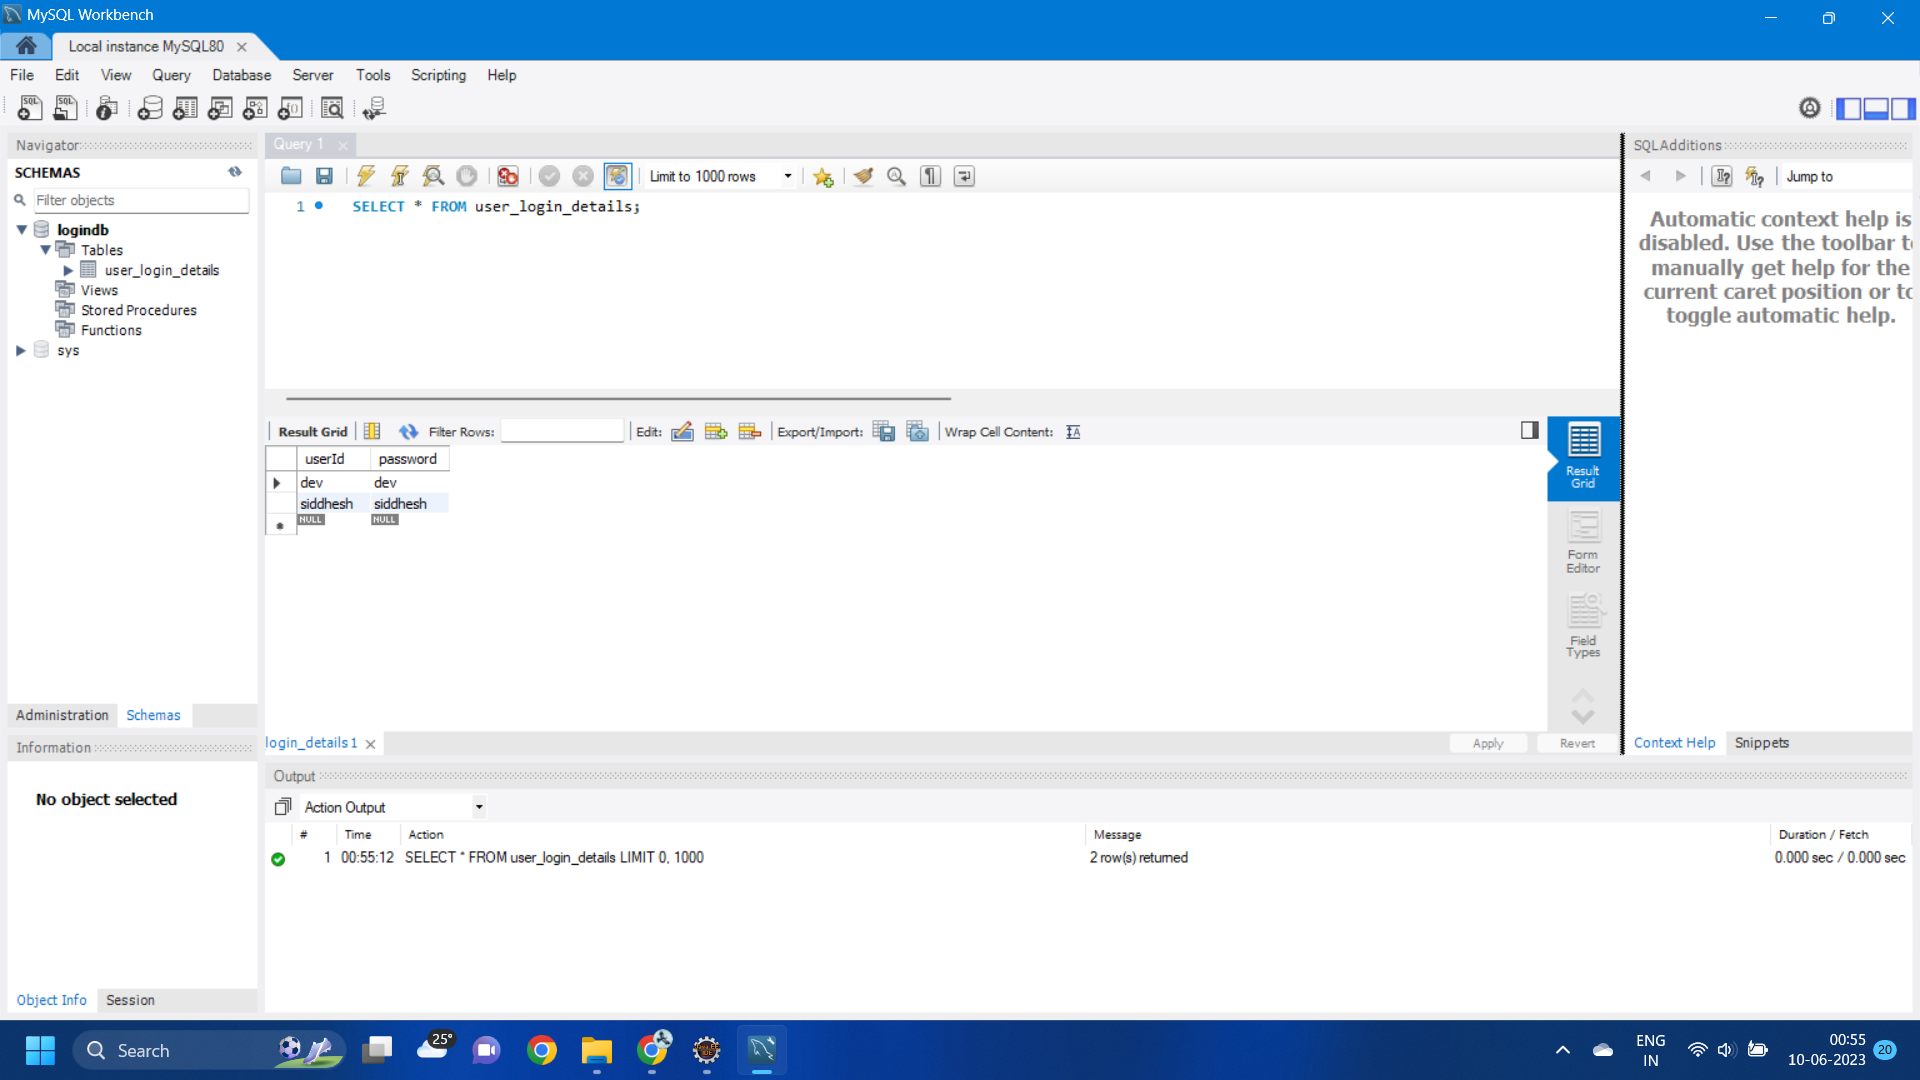 MySQL Workbench
Local instance MySQL80
File Edit View Query Database Server Tools Scripting Help
Navigator
SCHEMAS
Filter objects
logindb
Tables
user_login_details
Views
Stored Procedures
Functions
sys
Administration Schemas
Information
No object selected
Object Info Session
Query 1
Limit to 1000 rows
1 SELECT * FROM user_login_details;
Result Grid Filter Rows: Edit: Export/Import: Wrap Cell Content:
userId password
dev dev
siddhesh siddhesh
NULL NULL
Result
Grid
Form
Editor
Field
Types
login_details1
Apply Revert
SQLAdditions
Jump to
Automatic context help is
disabled. Use the toolbar to
manually get help for the
current caret position or to
toggle automatic help.
Context Help Snippets
Output
Action Output
# Time Action Message Duration / Fetch
1 00:55:12 SELECT * FROM user_login_details LIMIT 0, 1000 2 row(s) returned 0.000 sec / 0.000 sec
Search
25°
ENG
IN
00:55
10-06-2023
20